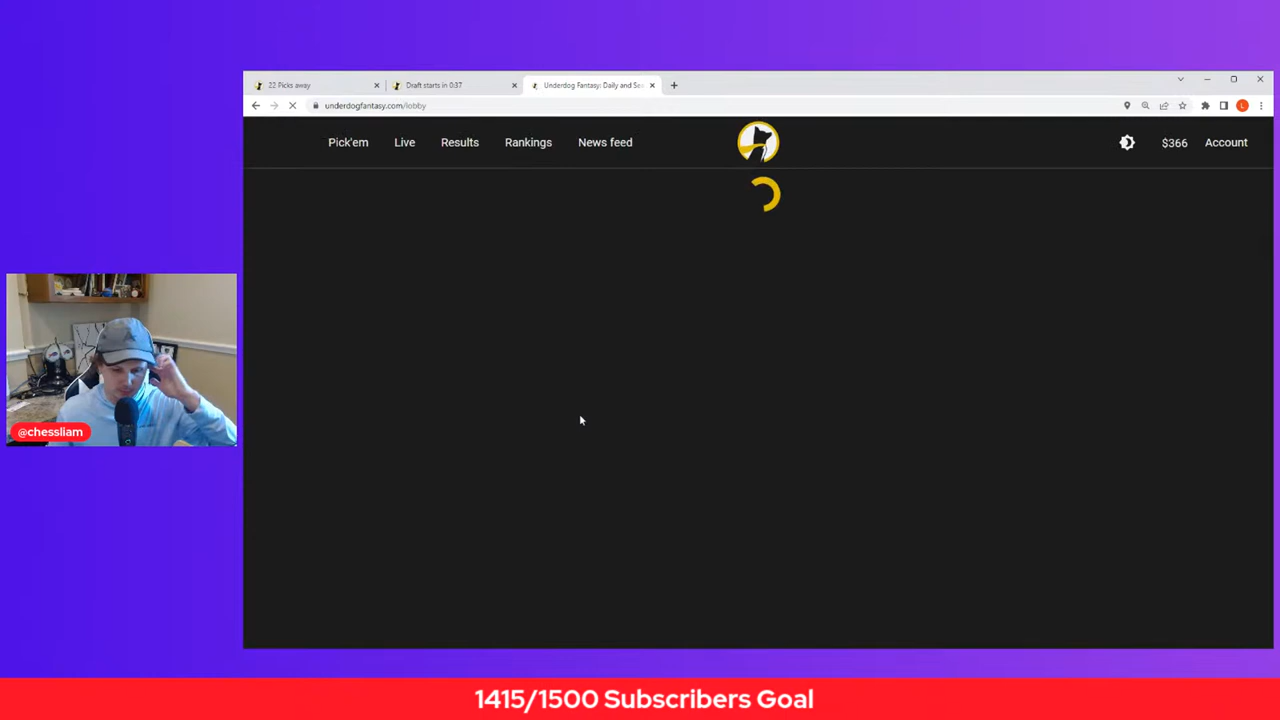 22 Picks away
Draft starts in 0:37
Underdog Fantasy: Daily and Sea
underdogfantasy.com/lobby
L
Pick'em Live Results Rankings News feed
$366 Account
@chessliam
1415/1500 Subscribers Goal